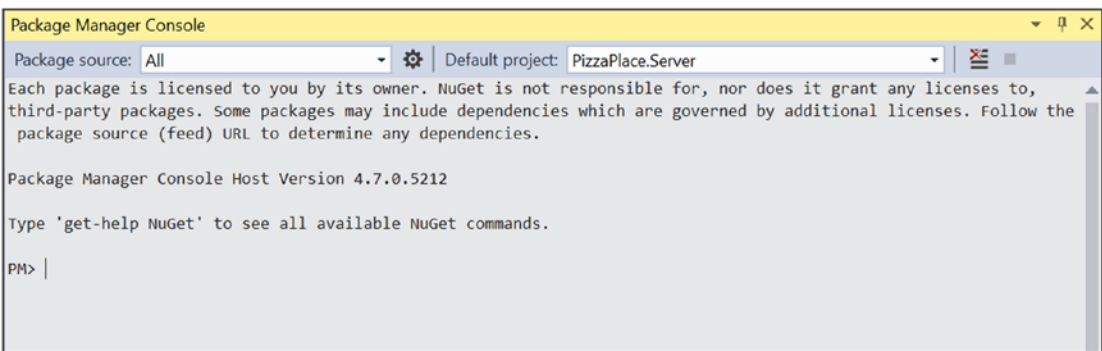 Package Manager Console
Package source: All Default project: PizzaPlace.Server
Each package is licensed to you by its owner. NuGet is not responsible for, nor does it grant any licenses to,
third-party packages. Some packages may include dependencies which are governed by additional licenses. Follow the
package source (feed) URL to determine any dependencies.
Package Manager Console Host Version 4.7.0.5212
Type 'get-help NuGet' to see all available NuGet commands.
PM>